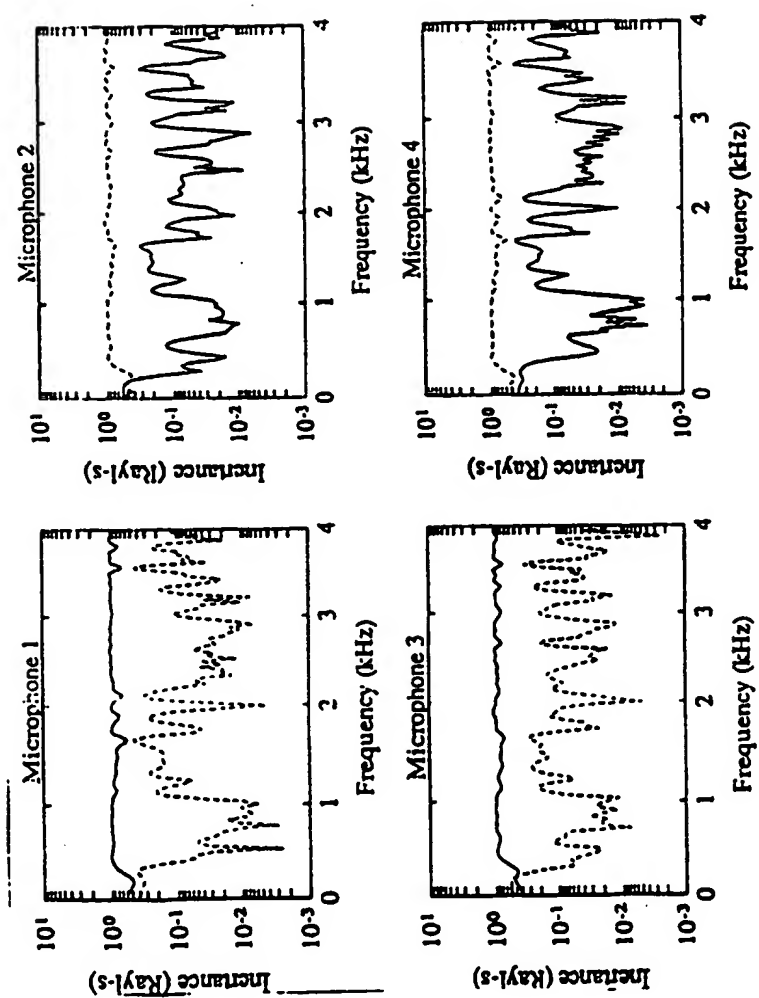 Microphone 1
10¹
10⁰
10⁻¹
10⁻²
10⁻³
Inertance (Rayl-s)
0 1 2 3 4
Frequency (kHz)
Microphone 2
10¹
10⁰
10⁻¹
10⁻²
10⁻³
Inertance (Rayl-s)
0 1 2 3 4
Frequency (kHz)
Microphone 3
10¹
10⁰
10⁻¹
10⁻²
10⁻³
Inertance (Rayl-s)
0 1 2 3 4
Frequency (kHz)
Microphone 4
10¹
10⁰
10⁻¹
10⁻²
10⁻³
Inertance (Rayl-s)
0 1 2 3 4
Frequency (kHz)